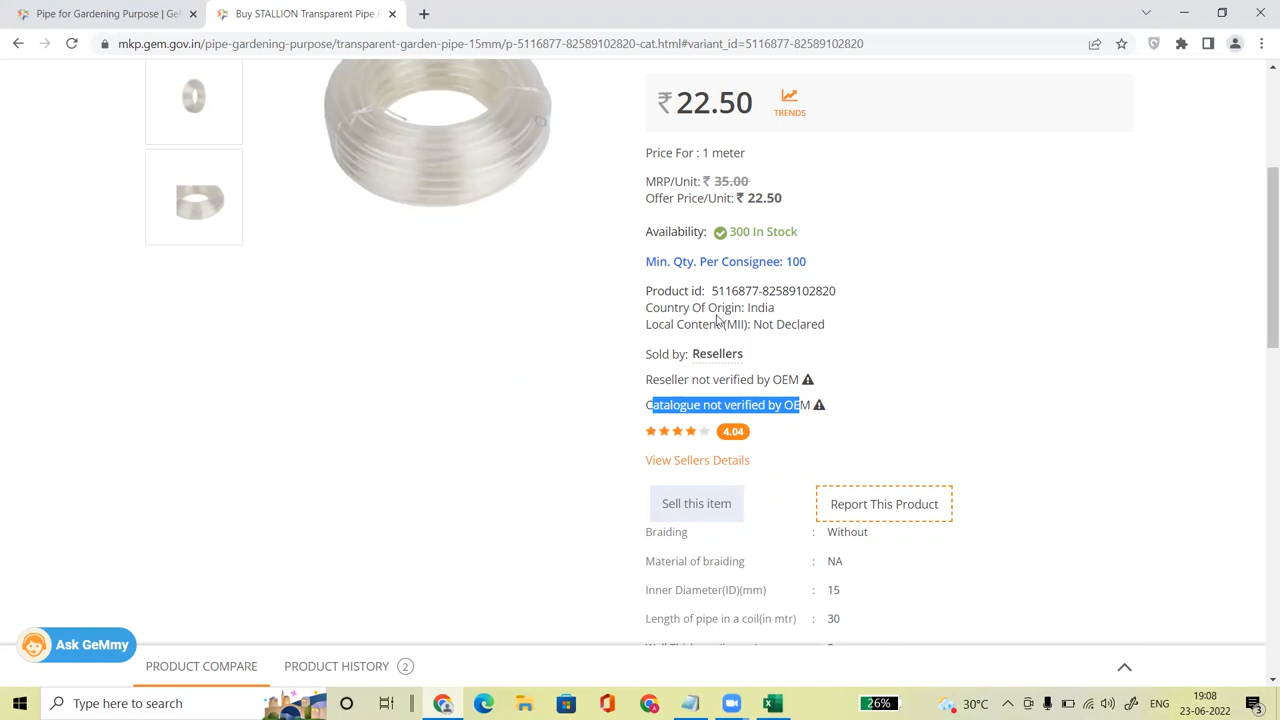 Pipe for Gardening Purpose | Gel
Buy STALLION Transparent Pipe F
mkp.gem.gov.in/pipe-gardening-purpose/transparent-garden-pipe-15mm/p-5116877-82589102820-cat.html#variant_id=5116877-82589102820
₹ 22.50
TRENDS
Price For : 1 meter
MRP/Unit: ₹ 35.00
Offer Price/Unit: ₹ 22.50
Availability: 300 In Stock
Min. Qty. Per Consignee: 100
Product id: 5116877-82589102820
Country Of Origin: India
Local Content(MII): Not Declared
Sold by: Resellers
Reseller not verified by OEM
Catalogue not verified by OEM
4.04
View Sellers Details
Sell this item
Report This Product
Braiding : Without
Material of braiding : NA
Inner Diameter(ID)(mm) : 15
Length of pipe in a coil(in mtr) : 30
Ask GeMmy
PRODUCT COMPARE
PRODUCT HISTORY 2
Type here to search
26%
30°C
ENG
19:08
23-06-2022
3